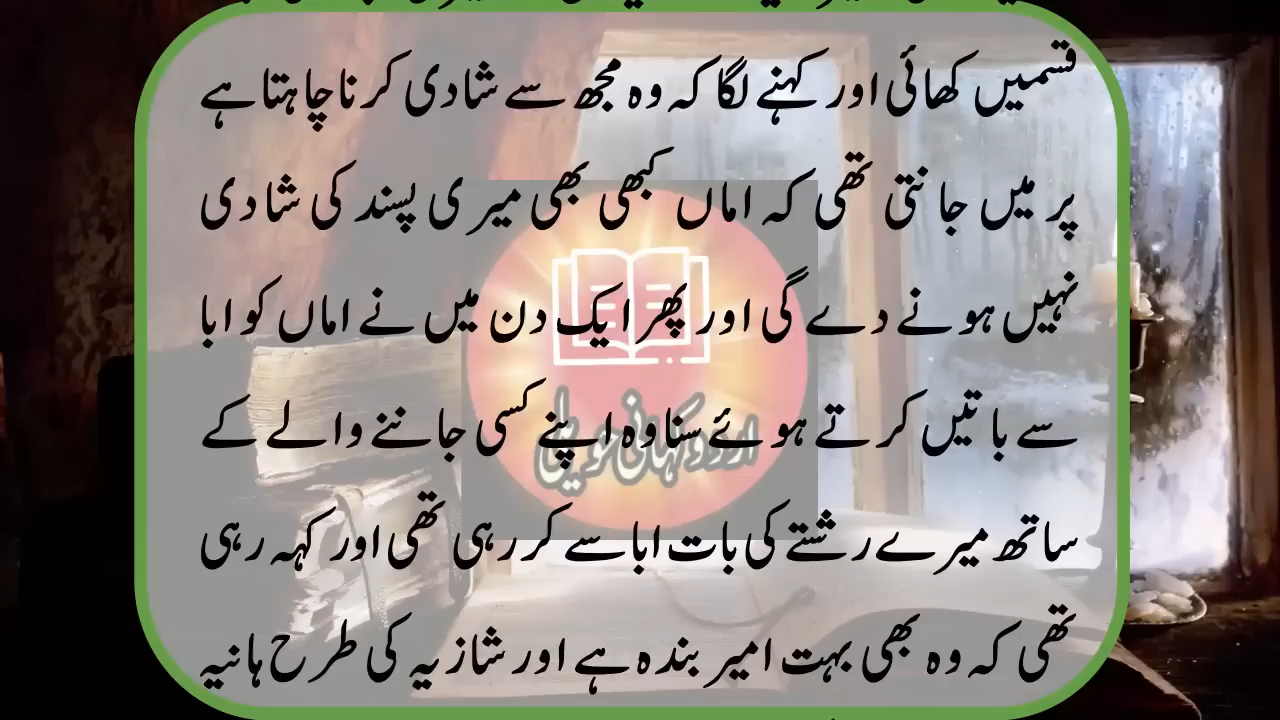 قسمیں کھائی اور کہنے لگا کہ وہ مجھ سے شادی کرنا چاہتا ہے
پر میں جانتی تھی کہ اماں کبھی بھی میری پسند کی شادی
نہیں ہونے دے گی اور پھر ایک دن میں نے اماں کو ابا
سے باتیں کرتے ہوئے سنا وہ اپنے کسی جاننے والے کے
ساتھ میرے رشتے کی بات ابا سے کر رہی تھی اور کہہ رہی
تھی کہ وہ بھی بہت امیر بندہ ہے اور شازیہ کی طرح ہانیہ
اردو کہانی حویلی